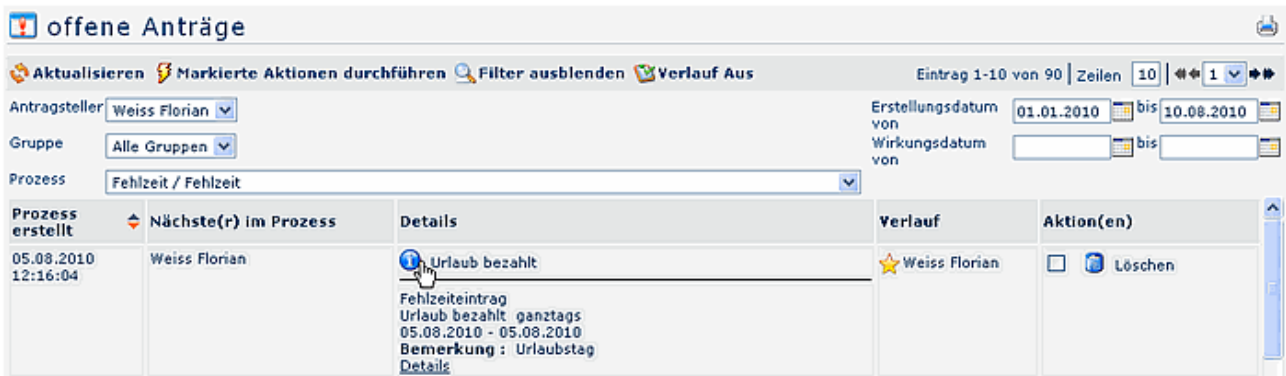 offene Anträge
Aktualisieren Markierte Aktionen durchführen Filter ausblenden Verlauf Aus Eintrag 1-10 von 90 Zeilen 10 1
Antragsteller Weiss Florian Erstellungsdatum von 01.01.2010 bis 10.08.2010
Gruppe Alle Gruppen Wirkungsdatum von bis
Prozess Fehlzeit / Fehlzeit
Prozess erstellt Nächste(r) im Prozess Details Verlauf Aktion(en)
05.08.2010 12:16:04 Weiss Florian Urlaub bezahlt Weiss Florian Löschen
Fehlzeiteintrag
Urlaub bezahlt ganztags
05.08.2010 - 05.08.2010
Bemerkung : Urlaubstag
Details